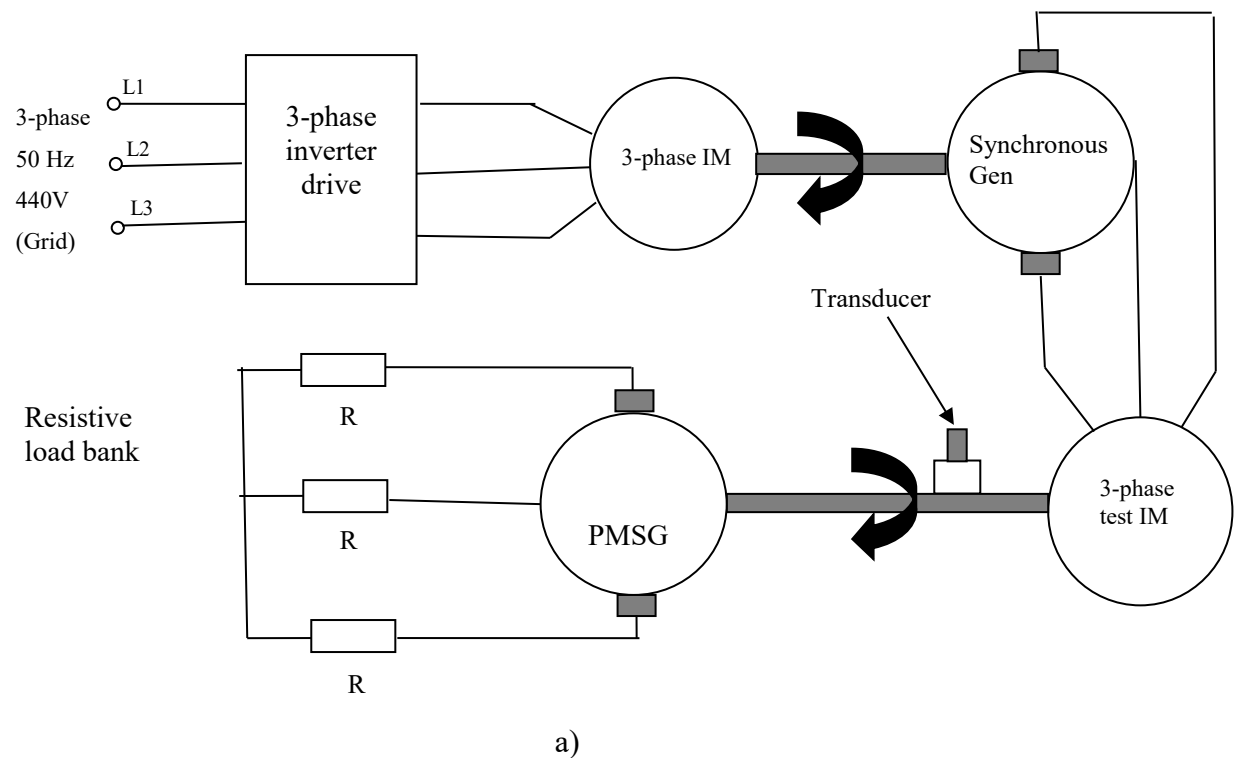 L1
3-phase
50 Hz
440V
(Grid)
L2
L3
3-phase
inverter
drive
3-phase IM
Synchronous
Gen
Transducer
Resistive
load bank
R
R
R
PMSG
3-phase
test IM
a)